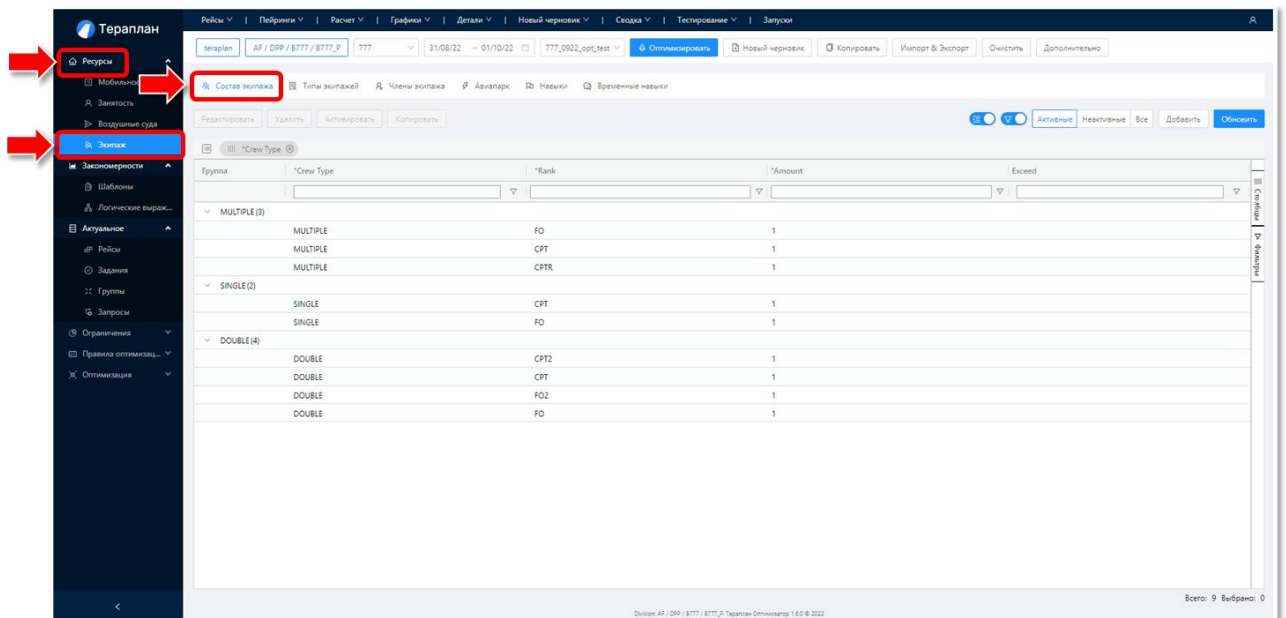 Тераплан
Рейсы | Пейринги | Расчет | Графики | Детали | Новый черновик | Сводка | Тестирование | Запуски
teraplan AF / DPP / B777 / B777_P 777 31/08/22 → 01/10/22 777_0922_opt_test Оптимизировать Новый черновик Копировать Импорт & Экспорт Очистить Дополнительно
Ресурсы
Мобильнос
Занятость
Воздушные суда
Экипаж
Закономерности
Шаблоны
Логические выраж...
Актуальное
Рейсы
Задания
Группы
Запросы
Ограничения
Правила оптимизац...
Оптимизация
Состав экипажа Типы экипажей Члены экипажа Авиапарк Навыки Временные навыки
Редактировать Удалить Активировать Копировать Активные Неактивные Все Добавить Обновить
*Crew Type
Группа *Crew Type *Rank *Amount Exceed
MULTIPLE (3)
MULTIPLE FO 1
MULTIPLE CPT 1
MULTIPLE CPTR 1
SINGLE (2)
SINGLE CPT 1
SINGLE FO 1
DOUBLE (4)
DOUBLE CPT2 1
DOUBLE CPT 1
DOUBLE FO2 1
DOUBLE FO 1
Столбцы
Фильтры
Всего: 9 Выбрано: 0
Division: AF / DPP / B777 / B777_P. Тераплан Оптимизатор 1.6.0 © 2022